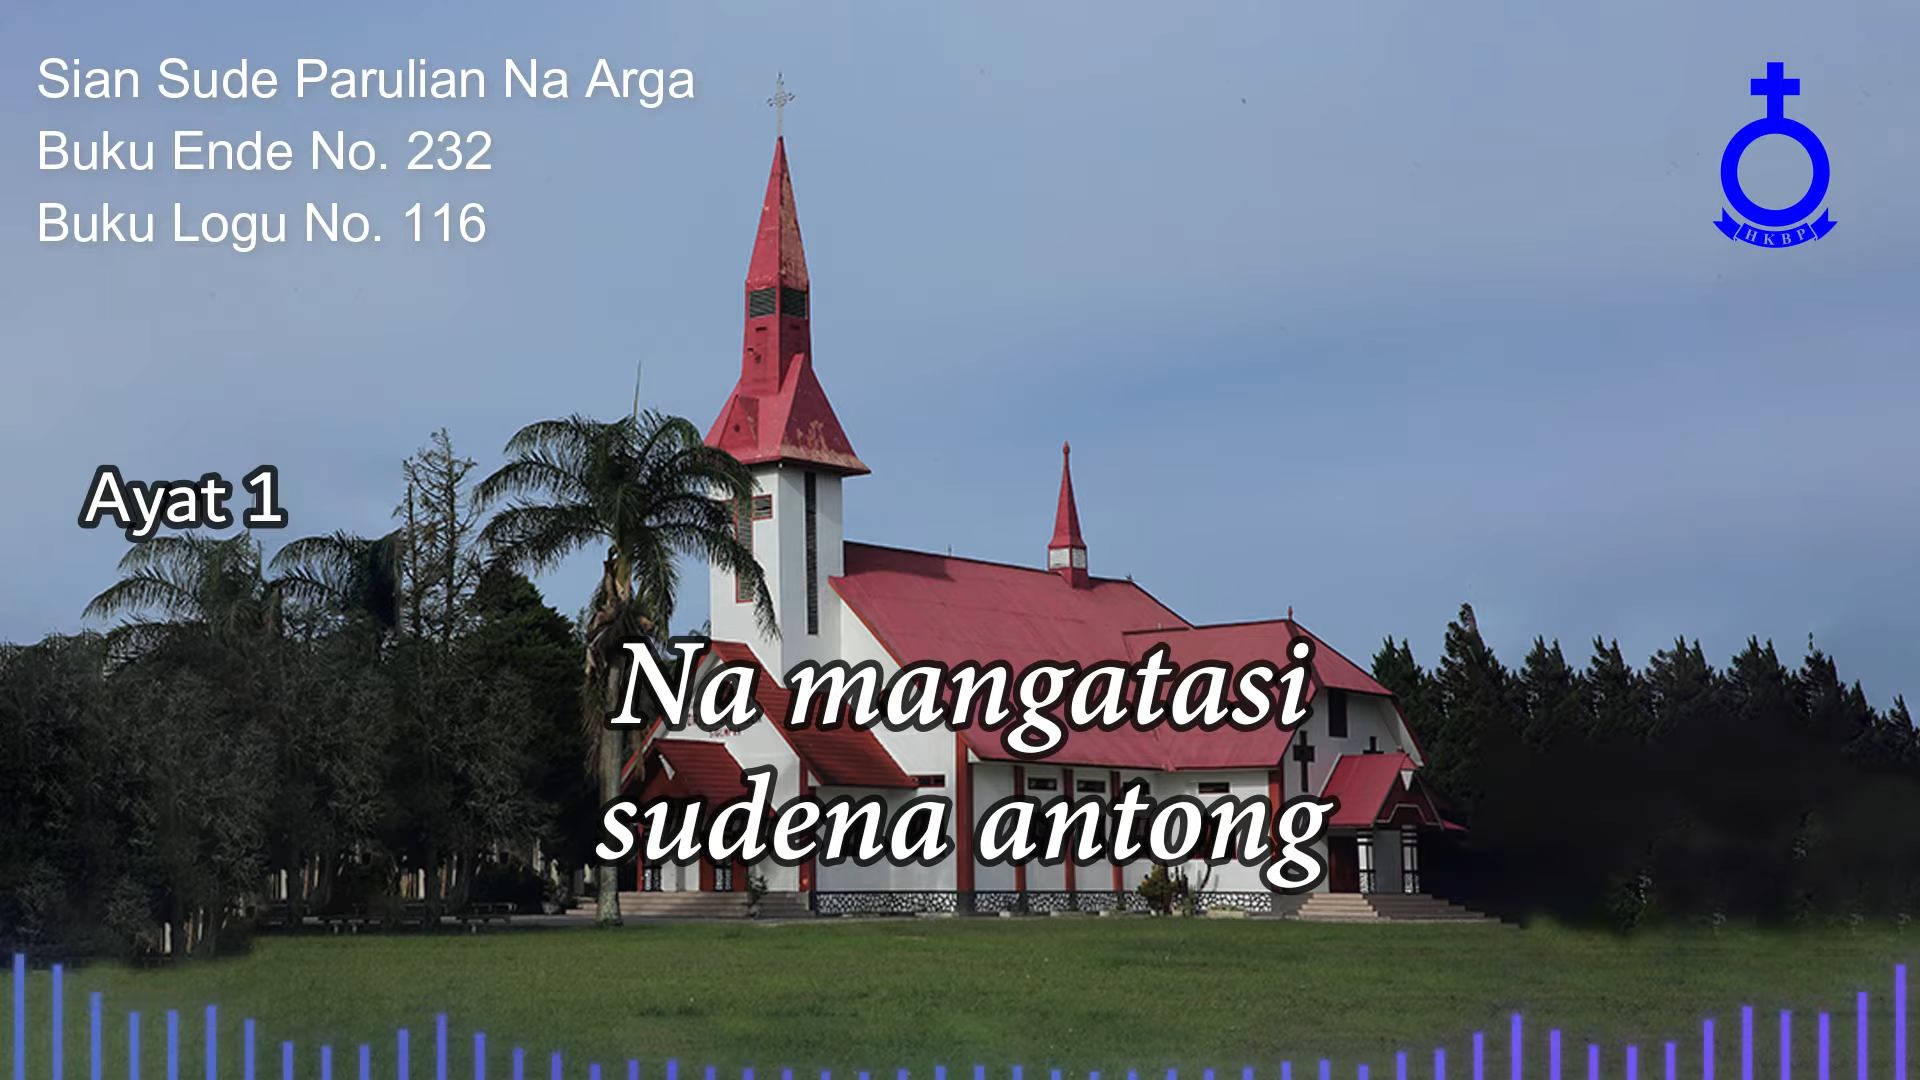 Sian Sude Parulian Na Arga
Buku Ende No. 232
Buku Logu No. 116
HKBP
Ayat 1
Na mangatasi
sudena antong